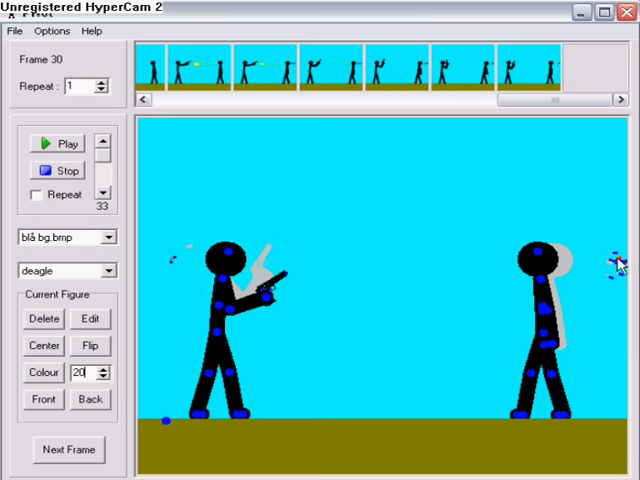 Unregistered HyperCam 2
File Options Help
Frame 30
Repeat : 1
Play
Stop
Repeat
33
blå bg.bmp
deagle
Current Figure
Delete Edit
Center Flip
Colour 20
Front Back
Next Frame